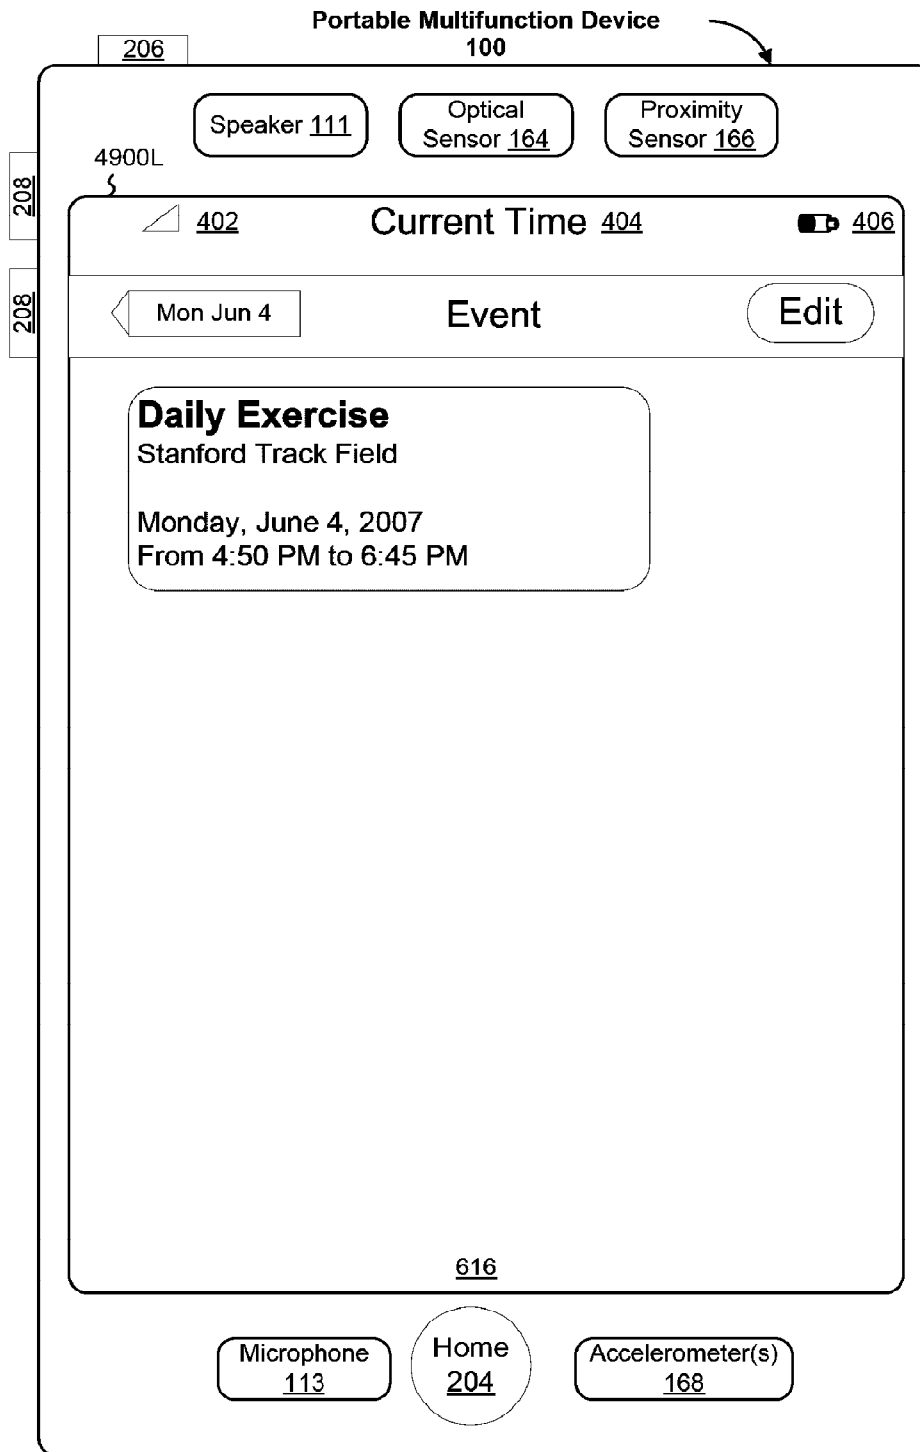 Portable Multifunction Device
100
206
Speaker 111
Optical
Sensor 164
Proximity
Sensor 166
4900L
208
208
402
Current Time 404
406
Mon Jun 4
Event
Edit
Daily Exercise
Stanford Track Field
Monday, June 4, 2007
From 4:50 PM to 6:45 PM
616
Microphone
113
Home
204
Accelerometer(s)
168